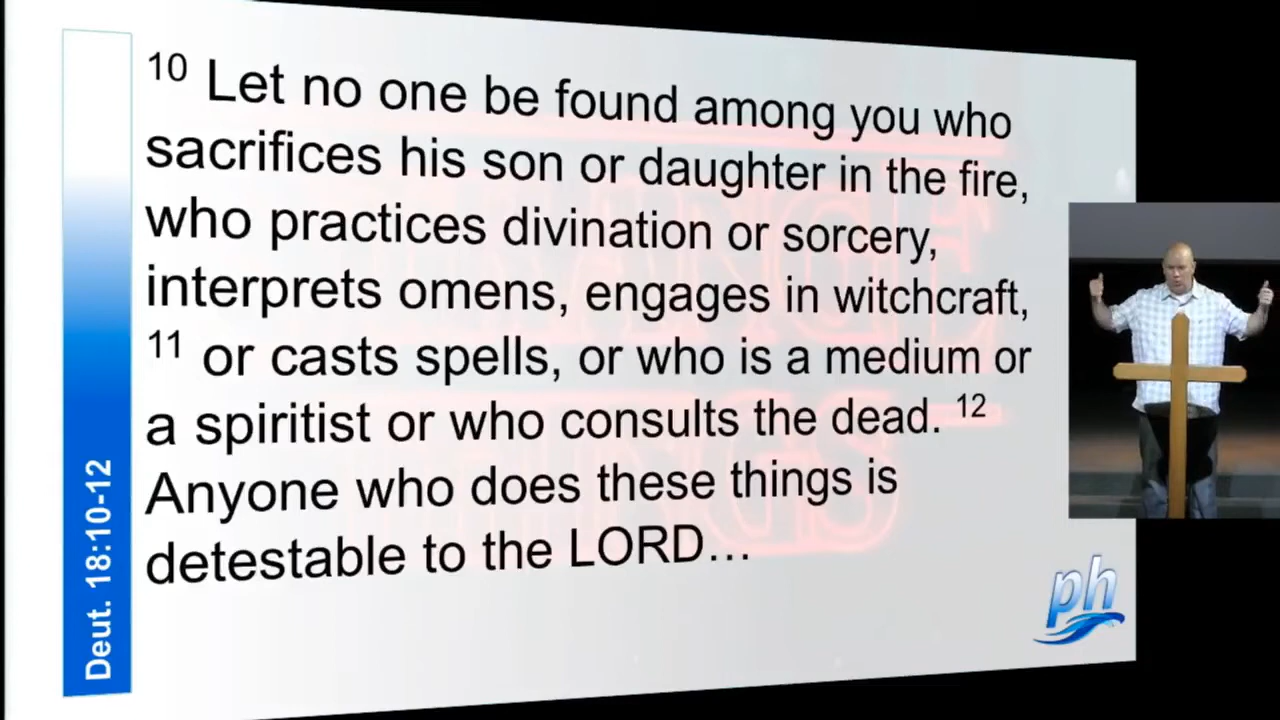 10 Let no one be found among you who
sacrifices his son or daughter in the fire,
who practices divination or sorcery,
interprets omens, engages in witchcraft,
11 or casts spells, or who is a medium or
a spiritist or who consults the dead. 12
Anyone who does these things is
detestable to the LORD...
Deut. 18:10-12
ph